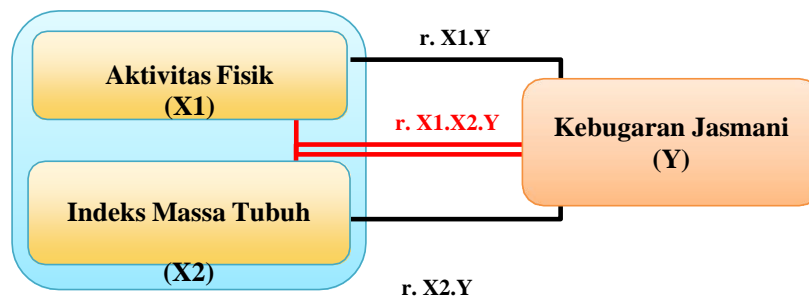 r. X1.Y
Aktivitas Fisik
(X1)
r. X1.X2.Y
Kebugaran Jasmani
(Y)
Indeks Massa Tubuh
(X2)
r. X2.Y